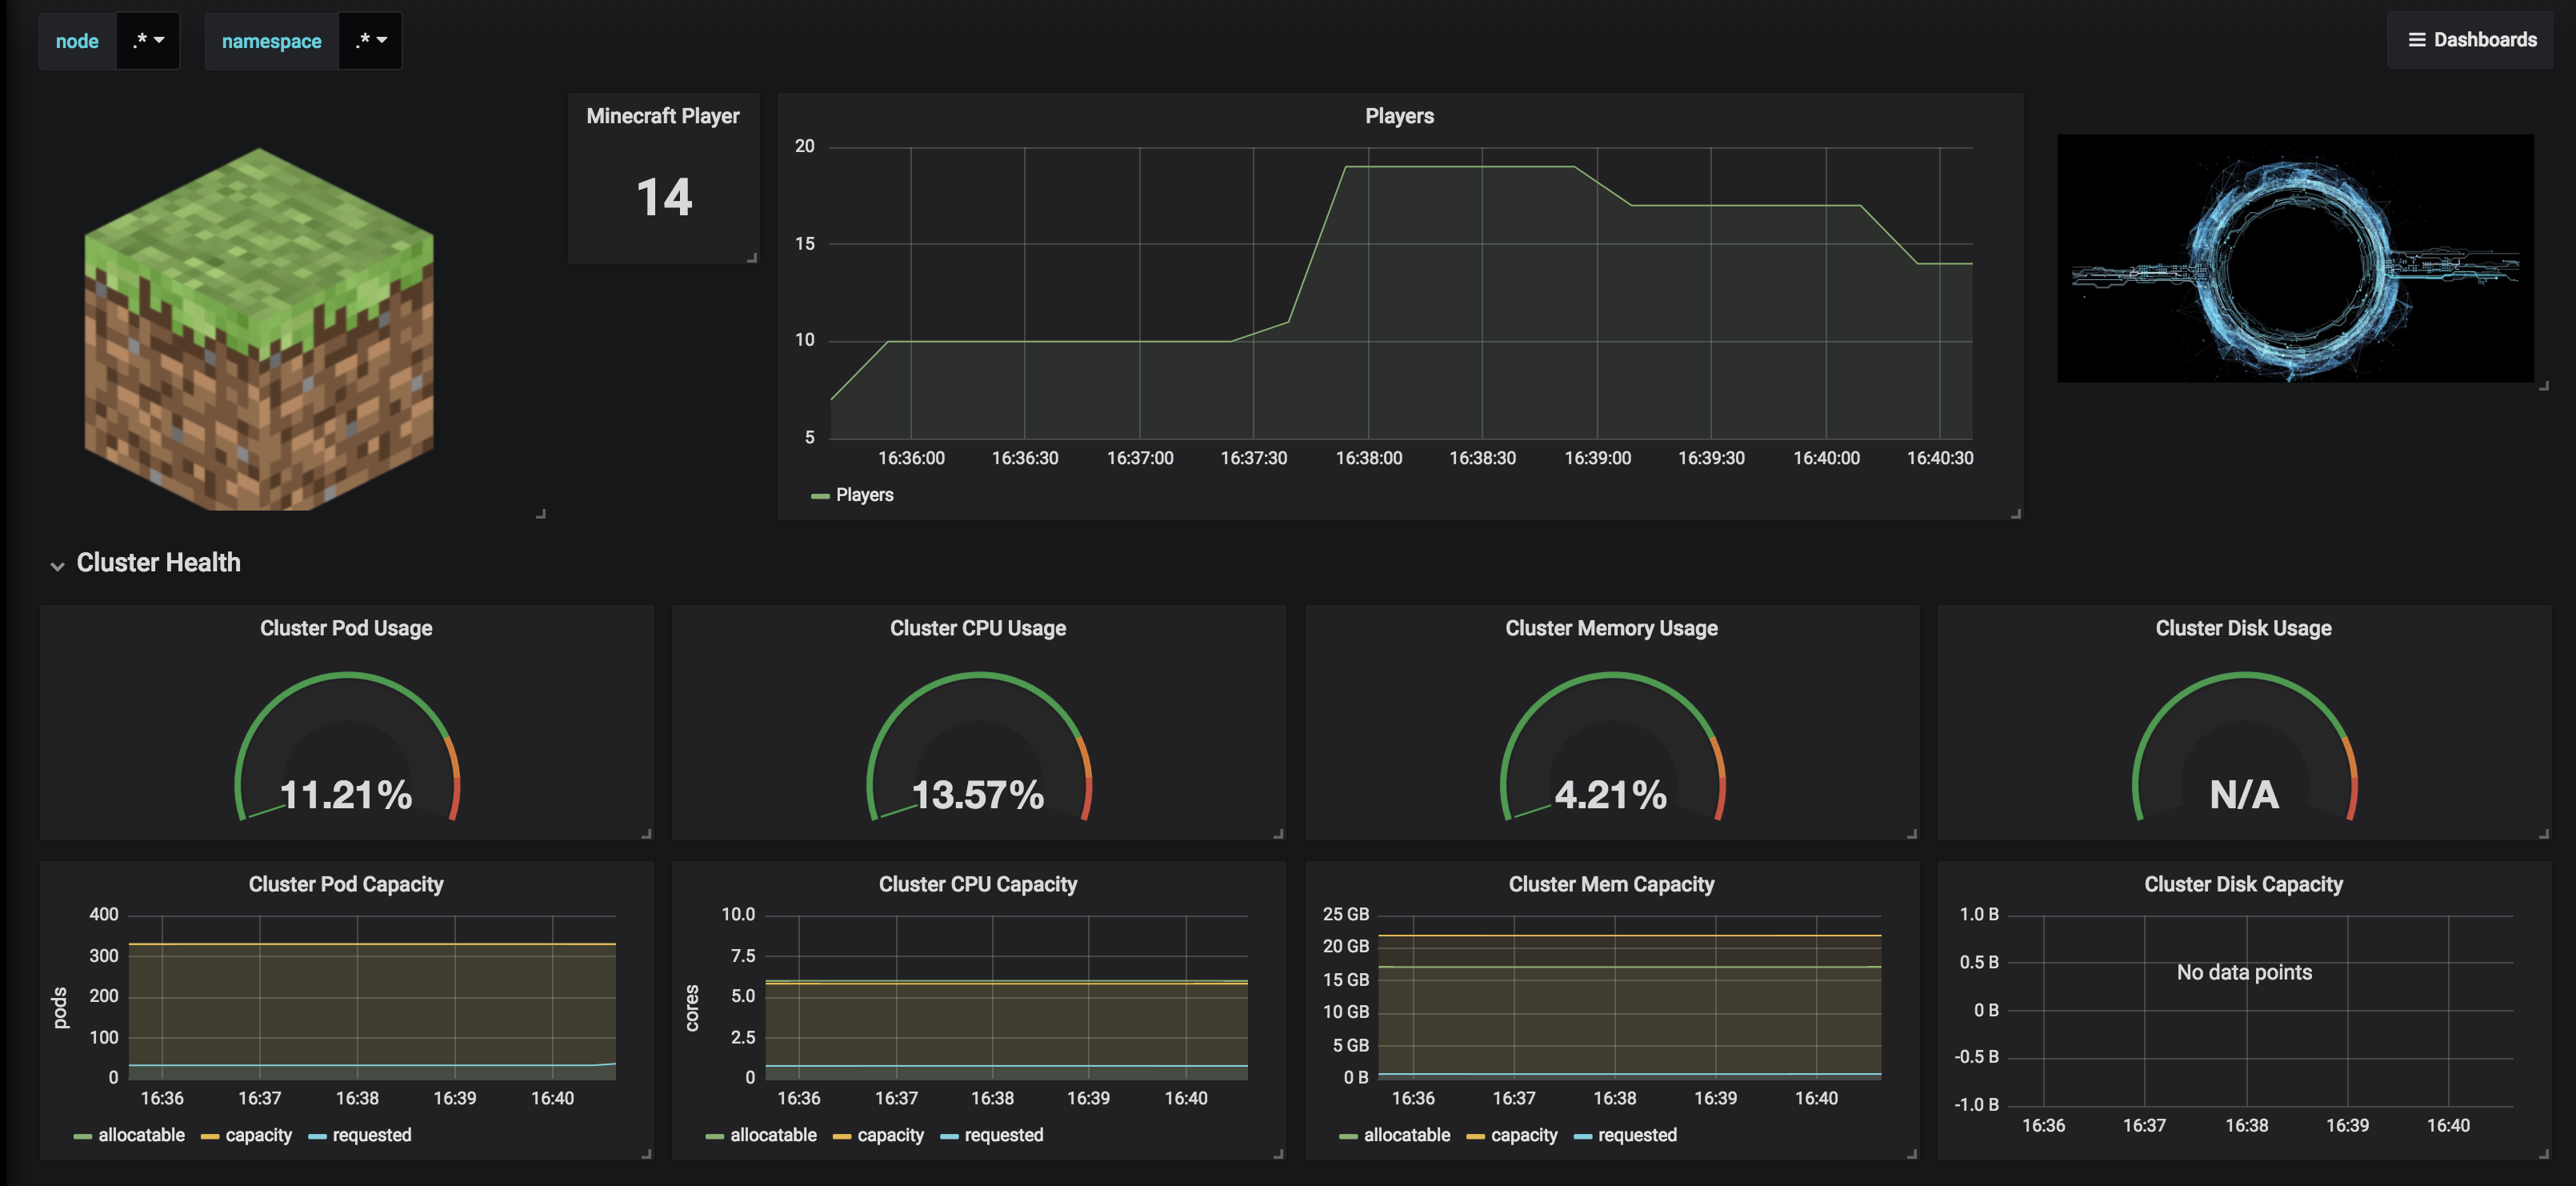 node .* namespace .* Dashboards
Minecraft Player
14
Players
20
15
10
5
16:36:00 16:36:30 16:37:00 16:37:30 16:38:00 16:38:30 16:39:00 16:39:30 16:40:00 16:40:30
Players
Cluster Health
Cluster Pod Usage
11.21%
Cluster CPU Usage
13.57%
Cluster Memory Usage
4.21%
Cluster Disk Usage
N/A
Cluster Pod Capacity
400
300
200
100
0
pods
16:36 16:37 16:38 16:39 16:40
allocatable capacity requested
Cluster CPU Capacity
10.0
7.5
5.0
2.5
0
cores
16:36 16:37 16:38 16:39 16:40
allocatable capacity requested
Cluster Mem Capacity
25 GB
20 GB
15 GB
10 GB
5 GB
0 B
16:36 16:37 16:38 16:39 16:40
allocatable capacity requested
Cluster Disk Capacity
1.0 B
0.5 B
0 B
-0.5 B
-1.0 B
No data points
16:36 16:37 16:38 16:39 16:40